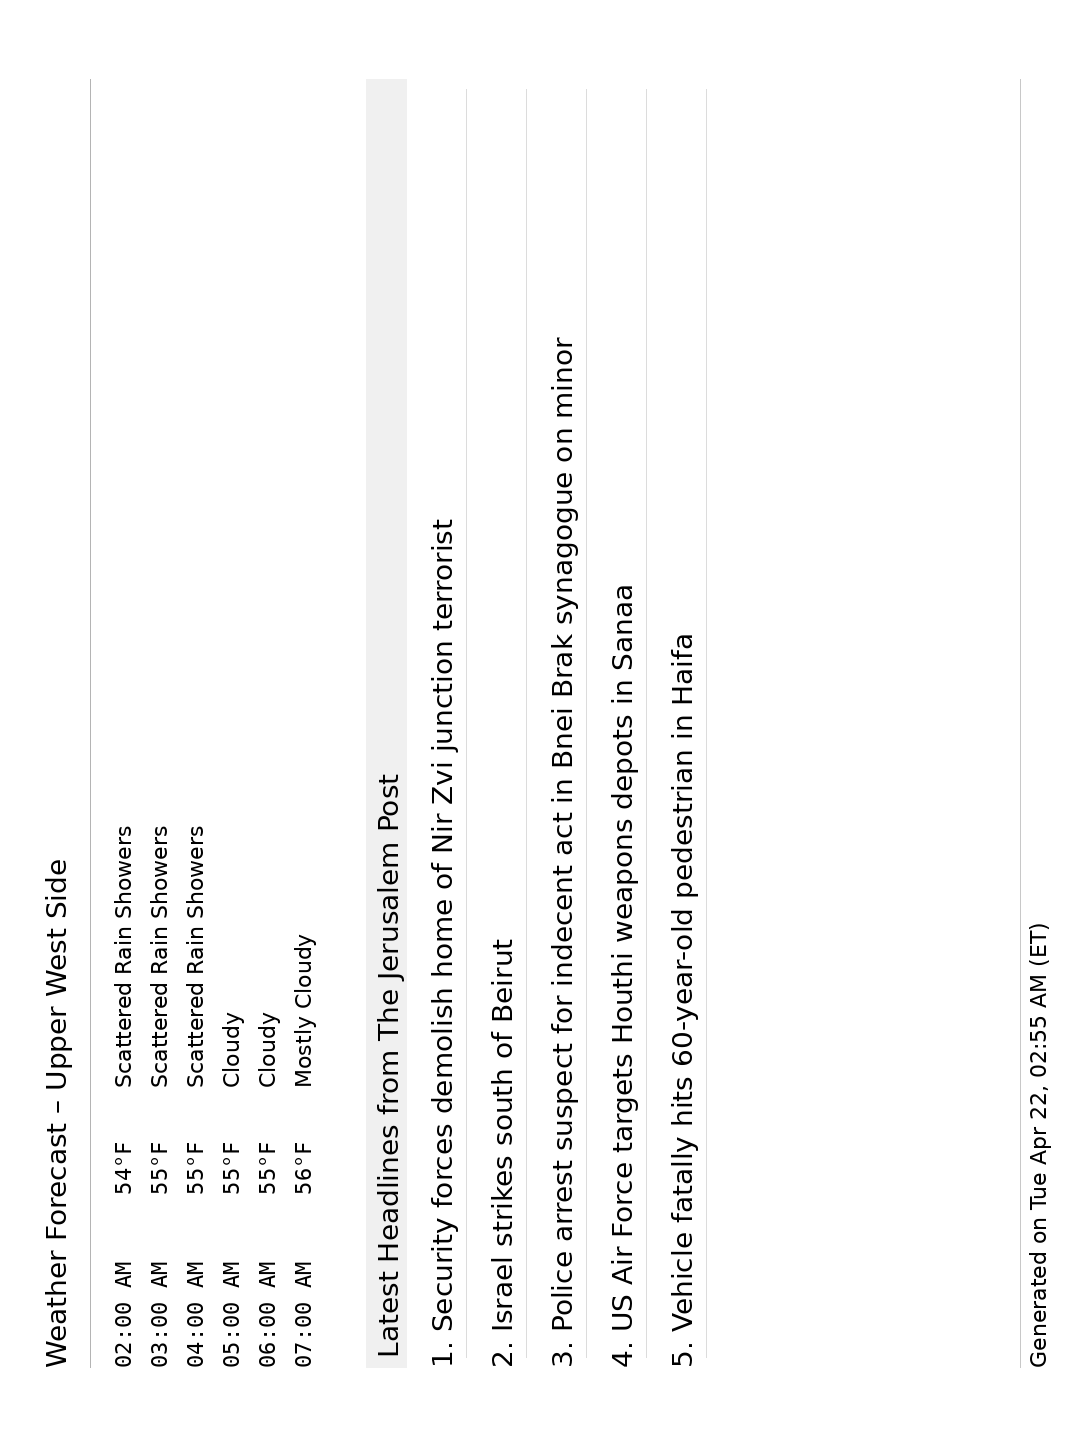 Weather Forecast – Upper West Side
02:00 AM 54°F Scattered Rain Showers
03:00 AM 55°F Scattered Rain Showers
04:00 AM 55°F Scattered Rain Showers
05:00 AM 55°F Cloudy
06:00 AM 55°F Cloudy
07:00 AM 56°F Mostly Cloudy
Latest Headlines from The Jerusalem Post
1. Security forces demolish home of Nir Zvi junction terrorist
2. Israel strikes south of Beirut
3. Police arrest suspect for indecent act in Bnei Brak synagogue on minor
4. US Air Force targets Houthi weapons depots in Sanaa
5. Vehicle fatally hits 60-year-old pedestrian in Haifa
Generated on Tue Apr 22, 02:55 AM (ET)